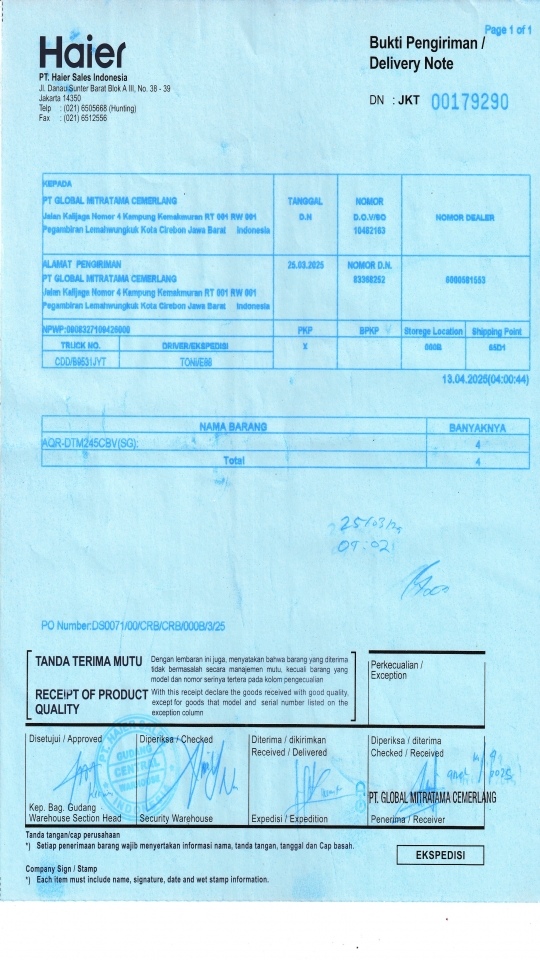 Page 1 of 1
Haier
Bukti Pengiriman /
Delivery Note
PT. Haier Sales Indonesia
Jl. Danau Sunter Barat Blok A III, No. 38 - 39
Jakarta 14350
Telp : (021) 6505668 (Hunting)
Fax : (021) 6512556
DN : JKT 00179290
KEPADA
PT GLOBAL MITRATAMA CEMERLANG
Jalan Kalijaga Nomor 4 Kampung Kemakmuran RT 001 RW 001
Pegambiran Lemahwungkuk Kota Cirebon Jawa Barat Indonesia
TANGGAL
D.N
NOMOR
D.O.V/SO
10482163
NOMOR DEALER
ALAMAT PENGIRIMAN
PT GLOBAL MITRATAMA CEMERLANG
Jalan Kalijaga Nomor 4 Kampung Kemakmuran RT 001 RW 001
Pegambiran Lemahwungkuk Kota Cirebon Jawa Barat Indonesia
25.03.2025
NOMOR D.N.
83368252
PKP BPKP Storege Location Shipping Point
TRUCK NO. DRIVER/EKSPEDISI X 000B
13.04.2025(04:00:44)
NAMA BARANG BANYAKNYA
AQR-DTM245CBV(SG): 4
Total 4
25/03/25
PO Number:DS0071/00/CRB/CRB/000B/3/25
TANDA TERIMA MUTU
Dengan lembaran ini juga, menyatakan bahwa barang yang diterima
tidak bermasalah secara manajemen mutu, kecuali barang yang
model dan nomor serinya tertera pada kolom pengecualian
RECEIPT OF PRODUCT
QUALITY
With this receipt declare the goods received with good quality,
except for goods that model and serial number listed on the
exception column
Perkecualian /
Exception
Disetujui / Approved
Diperiksa / Checked
Diterima / dikirimkan
Received / Delivered
Diperiksa / diterima
Checked / Received
GUDANG
CENTRAL
WAREHOUSE
PT. GLOBAL MITRATAMA CEMERLANG
Kep. Bag. Gudang
Warehouse Section Head
Security Warehouse
Expedisi / Expedition
Penerima / Receiver
Tanda tangan/cap perusahaan
*) Setiap penerimaan barang wajib menyertakan informasi nama, tanda tangan, tanggal dan Cap basah.
EKSPEDISI
Company Sign / Stamp
*) Each item must include name, signature, date and wet stamp information.